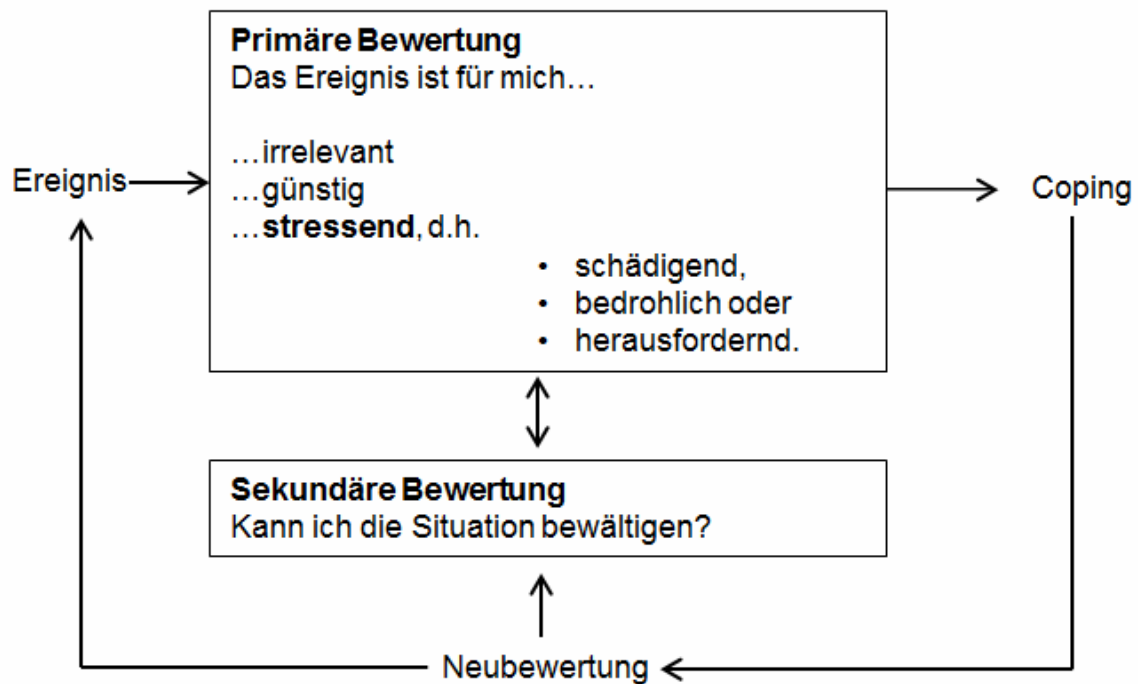 Primäre Bewertung
Das Ereignis ist für mich…
…irrelevant
…günstig
…stressend, d.h.
• schädigend,
• bedrohlich oder
• herausfordernd.
Ereignis
Coping
Sekundäre Bewertung
Kann ich die Situation bewältigen?
Neubewertung